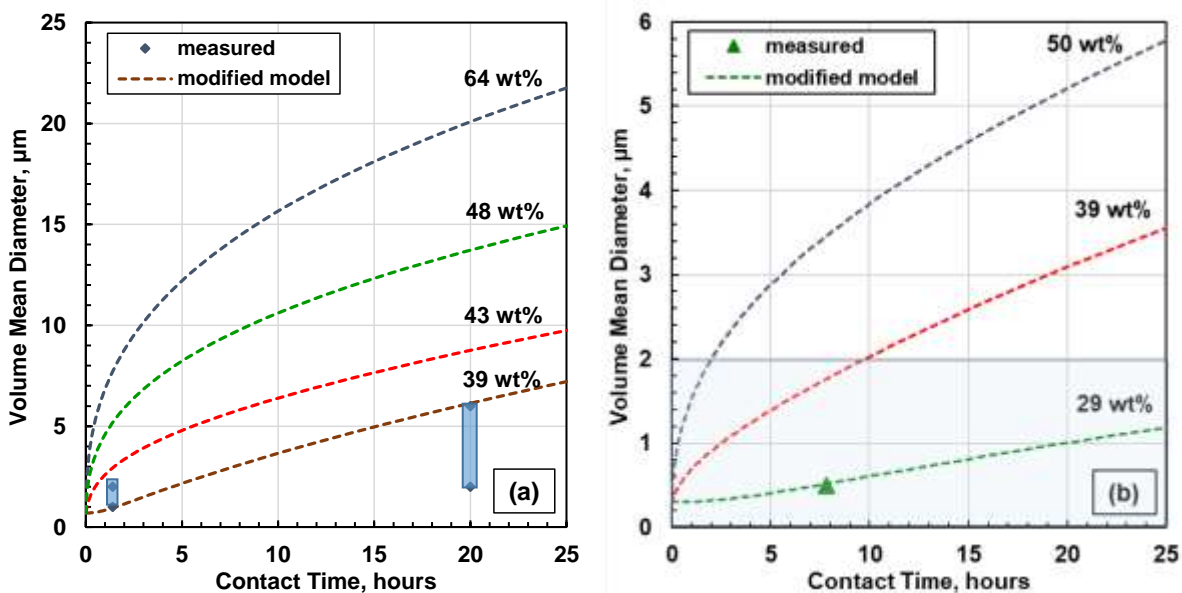 Volume Mean Diameter, µm
25
20
15
10
5
0
measured
modified model
64 wt%
48 wt%
43 wt%
39 wt%
(a)
0 5 10 15 20 25
Contact Time, hours
Volume Mean Diameter, µm
6
5
4
3
2
1
0
measured
modified model
50 wt%
39 wt%
29 wt%
(b)
0 5 10 15 20 25
Contact Time, hours